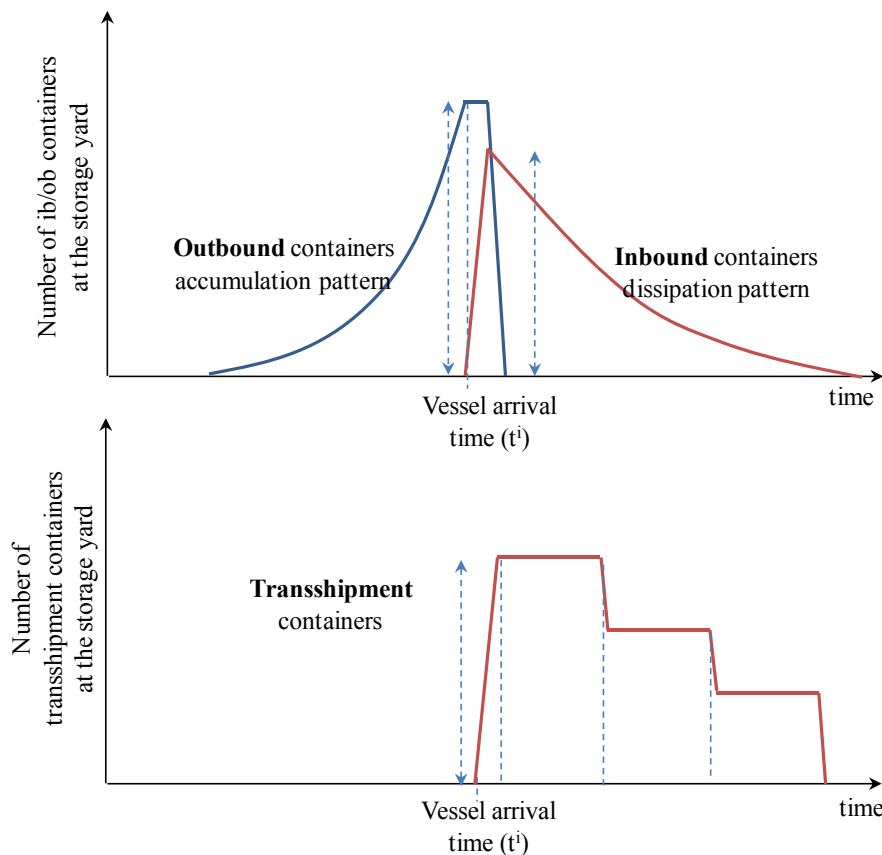 Number of ib/ob containers
at the storage yard
Outbound containers
accumulation pattern
Inbound containers
dissipation pattern
time
Vessel arrival
time (tⁱ)
Number of
transshipment containers
at the storage yard
Transshipment
containers
time
Vessel arrival
time (tⁱ)